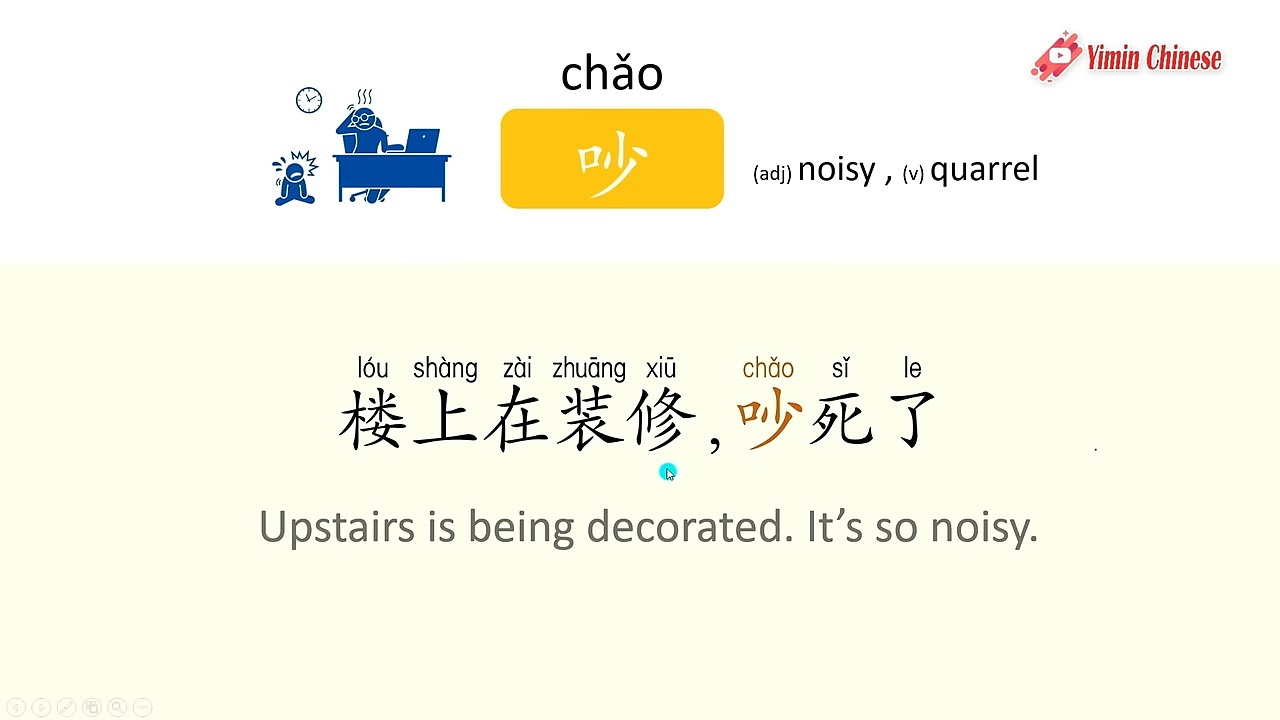 Yimin Chinese
chǎo
吵
(adj) noisy , (v) quarrel
lóu shàng zài zhuāng xiū chǎo sǐ le
楼上在装修,吵死了
Upstairs is being decorated. It’s so noisy.